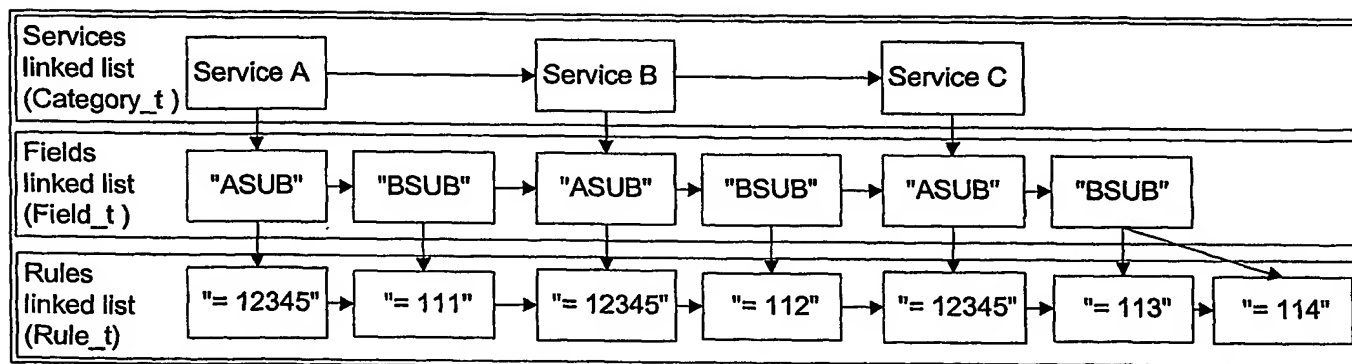 Services
linked list
(Category_t )
Service A
Service B
Service C
Fields
linked list
(Field_t )
"ASUB"
"BSUB"
"ASUB"
"BSUB"
"ASUB"
"BSUB"
Rules
linked list
(Rule_t)
"= 12345"
"= 111"
"= 12345"
"= 112"
"= 12345"
"= 113"
"= 114"